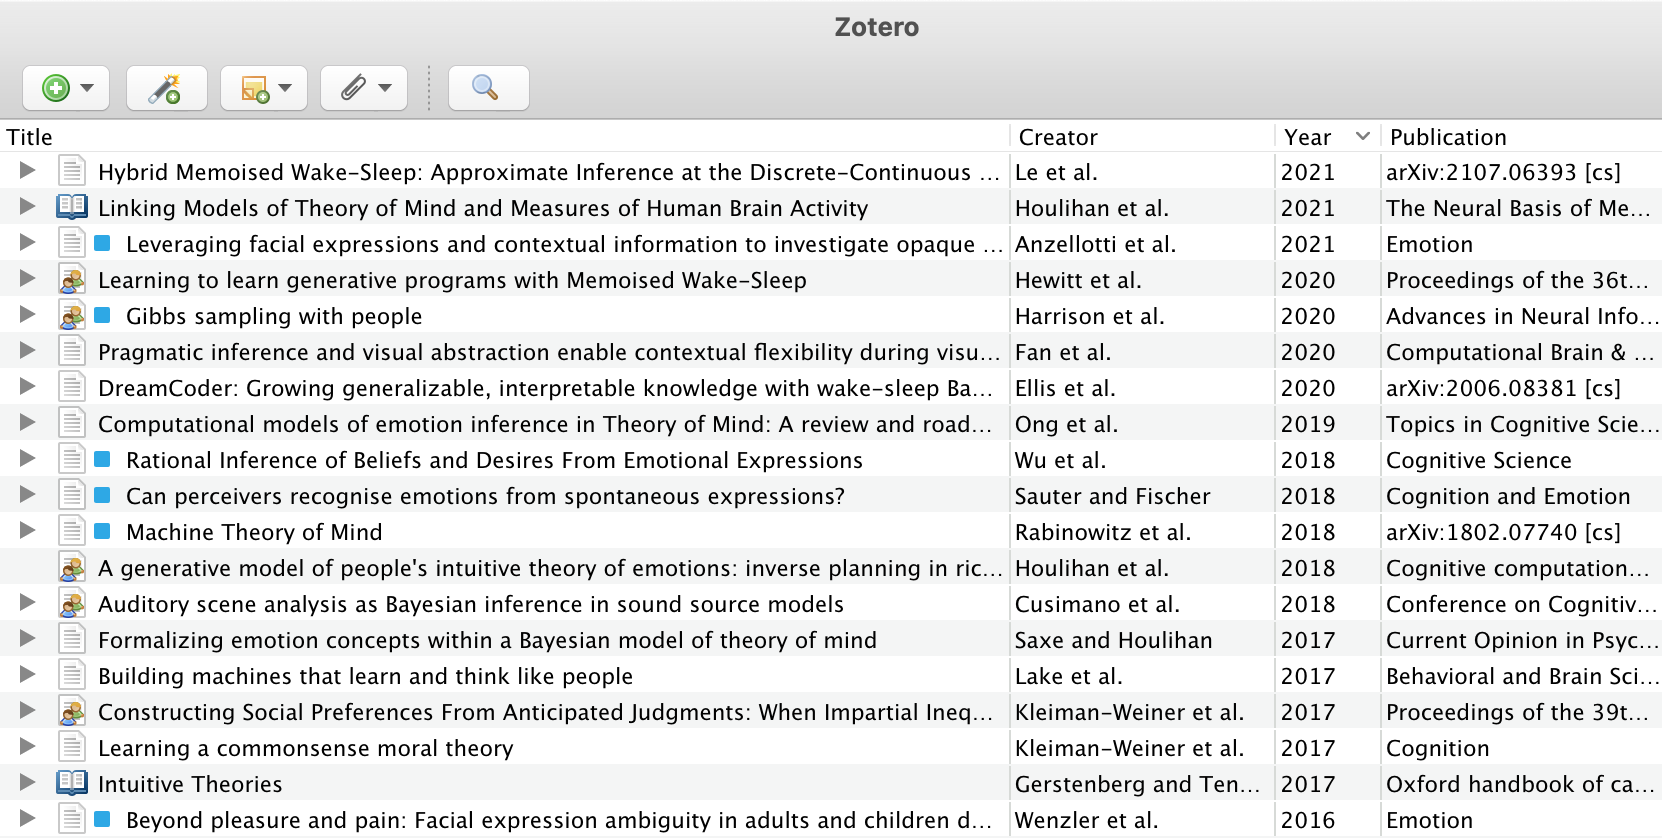 Zotero
Title Creator Year Publication
Hybrid Memoised Wake-Sleep: Approximate Inference at the Discrete-Continuous ... Le et al. 2021 arXiv:2107.06393 [cs]
Linking Models of Theory of Mind and Measures of Human Brain Activity Houlihan et al. 2021 The Neural Basis of Me...
Leveraging facial expressions and contextual information to investigate opaque ... Anzellotti et al. 2021 Emotion
Learning to learn generative programs with Memoised Wake-Sleep Hewitt et al. 2020 Proceedings of the 36t...
Gibbs sampling with people Harrison et al. 2020 Advances in Neural Info...
Pragmatic inference and visual abstraction enable contextual flexibility during visu... Fan et al. 2020 Computational Brain & ...
DreamCoder: Growing generalizable, interpretable knowledge with wake-sleep Ba... Ellis et al. 2020 arXiv:2006.08381 [cs]
Computational models of emotion inference in Theory of Mind: A review and road... Ong et al. 2019 Topics in Cognitive Scie...
Rational Inference of Beliefs and Desires From Emotional Expressions Wu et al. 2018 Cognitive Science
Can perceivers recognise emotions from spontaneous expressions? Sauter and Fischer 2018 Cognition and Emotion
Machine Theory of Mind Rabinowitz et al. 2018 arXiv:1802.07740 [cs]
A generative model of people's intuitive theory of emotions: inverse planning in ric... Houlihan et al. 2018 Cognitive computation...
Auditory scene analysis as Bayesian inference in sound source models Cusimano et al. 2018 Conference on Cognitiv...
Formalizing emotion concepts within a Bayesian model of theory of mind Saxe and Houlihan 2017 Current Opinion in Psyc...
Building machines that learn and think like people Lake et al. 2017 Behavioral and Brain Sci...
Constructing Social Preferences From Anticipated Judgments: When Impartial Ineq... Kleiman-Weiner et al. 2017 Proceedings of the 39t...
Learning a commonsense moral theory Kleiman-Weiner et al. 2017 Cognition
Intuitive Theories Gerstenberg and Ten... 2017 Oxford handbook of ca...
Beyond pleasure and pain: Facial expression ambiguity in adults and children d... Wenzler et al. 2016 Emotion